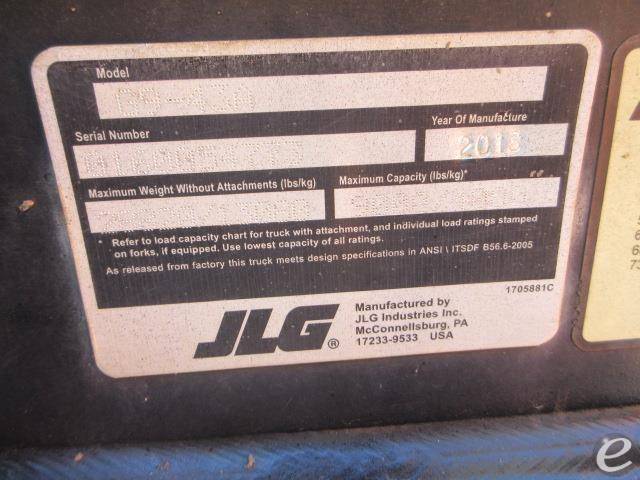 Model
G9-43A
Serial Number
Year Of Manufacture
2013
Maximum Weight Without Attachments (lbs/kg)
Maximum Capacity (lbs/kg)*
* Refer to load capacity chart for truck with attachment, and individual load ratings stamped
on forks, if equipped. Use lowest capacity of all ratings.
As released from factory this truck meets design specifications in ANSI \ ITSDF B56.6-2005
1705881C
JLG®
Manufactured by
JLG Industries Inc.
McConnellsburg, PA
17233-9533 USA
e